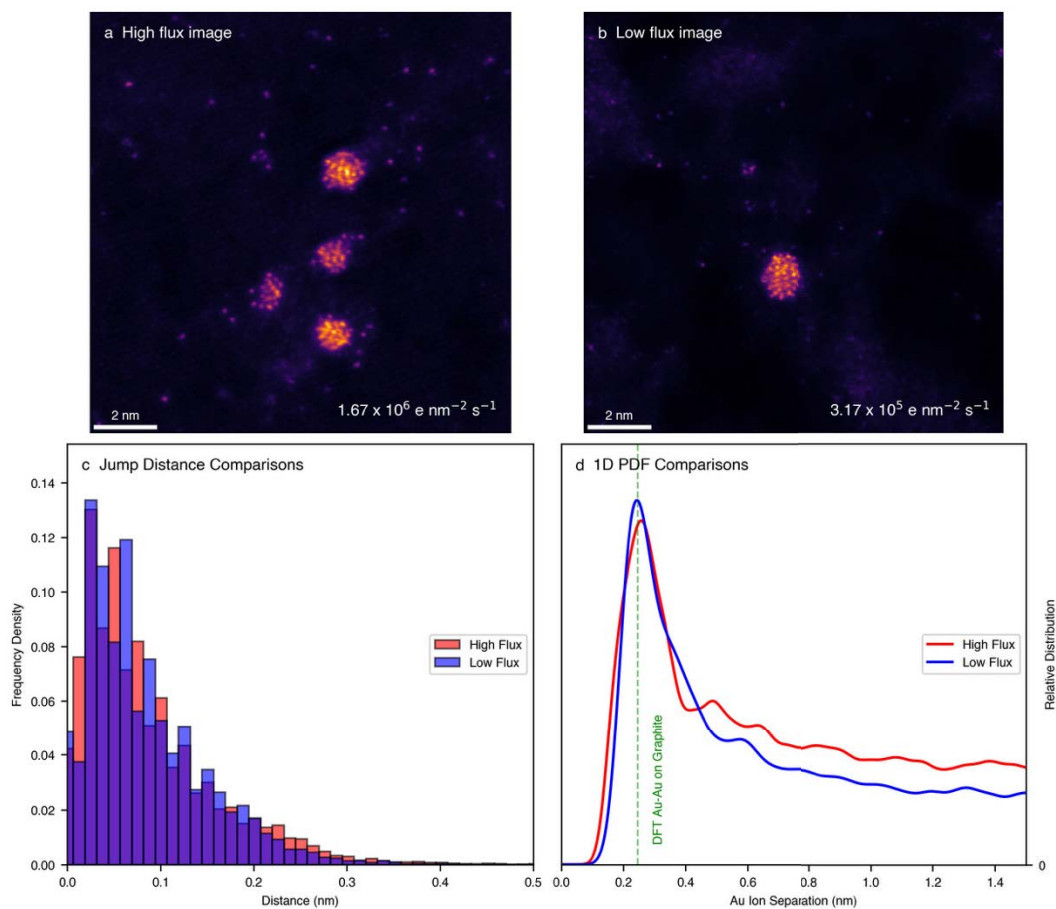 a High flux image
2 nm
1.67 x 10⁶ e nm⁻² s⁻¹
b Low flux image
2 nm
3.17 x 10⁵ e nm⁻² s⁻¹
c Jump Distance Comparisons
Frequency Density
0.14
0.12
0.10
0.08
0.06
0.04
0.02
0.00
High Flux
Low Flux
0.0 0.1 0.2 0.3 0.4 0.5
Distance (nm)
d 1D PDF Comparisons
DFT Au-Au on Graphite
High Flux
Low Flux
Relative Distribution
0
0.0 0.2 0.4 0.6 0.8 1.0 1.2 1.4
Au Ion Separation (nm)